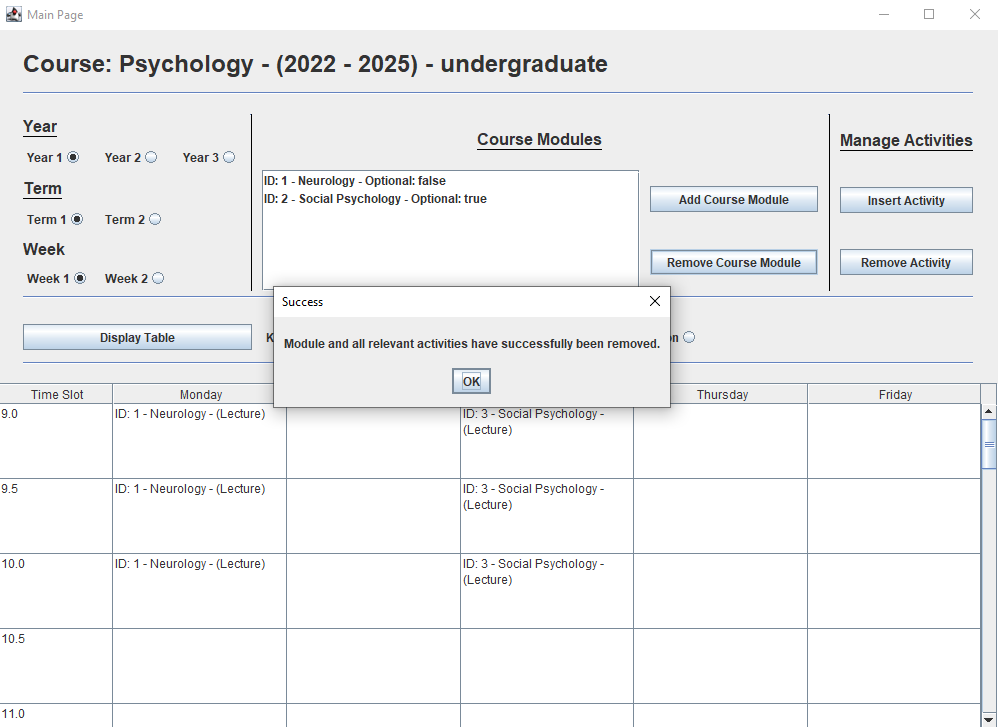 Main Page
Course: Psychology - (2022 - 2025) - undergraduate
Year
Year 1 Year 2 Year 3
Term
Term 1 Term 2
Week
Week 1 Week 2
Course Modules
ID: 1 - Neurology - Optional: false
ID: 2 - Social Psychology - Optional: true
Add Course Module
Remove Course Module
Manage Activities
Insert Activity
Remove Activity
Display Table
Success
Module and all relevant activities have successfully been removed.
OK
Time Slot Monday Thursday Friday
9.0 ID: 1 - Neurology - (Lecture) ID: 3 - Social Psychology -
(Lecture)
9.5 ID: 1 - Neurology - (Lecture) ID: 3 - Social Psychology -
(Lecture)
10.0 ID: 1 - Neurology - (Lecture) ID: 3 - Social Psychology -
(Lecture)
10.5
11.0